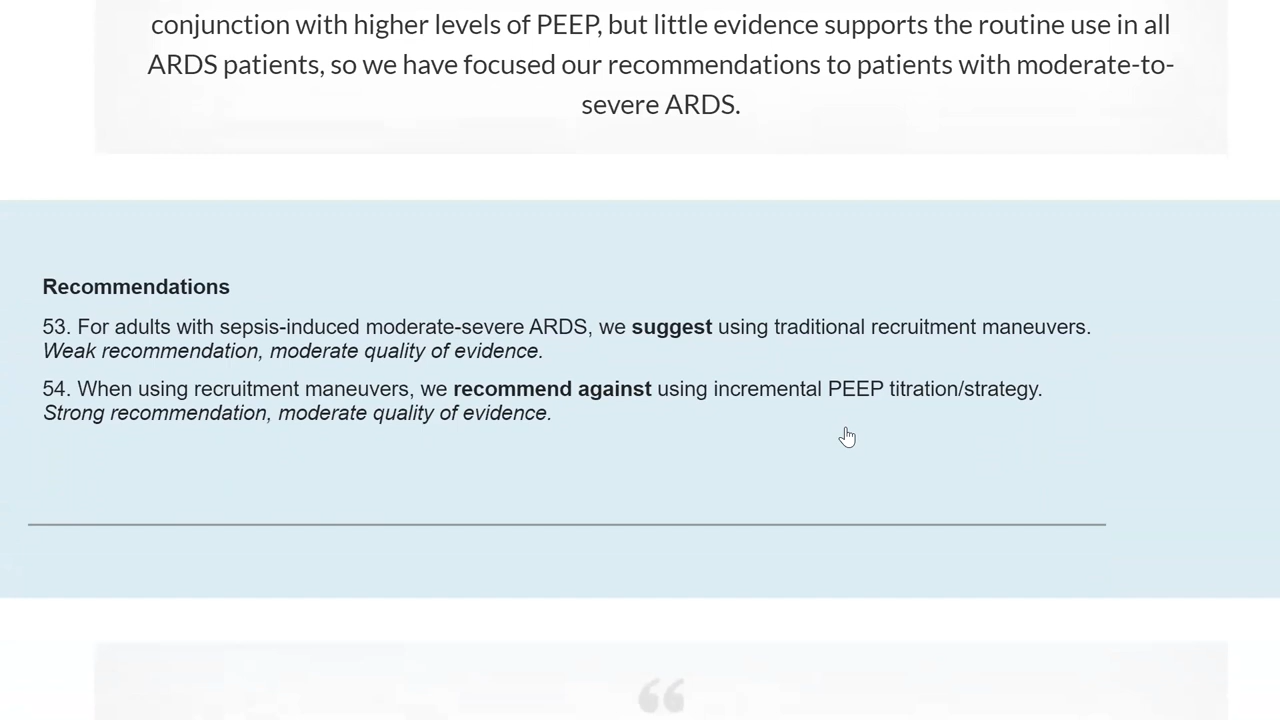 conjunction with higher levels of PEEP, but little evidence supports the routine use in all
ARDS patients, so we have focused our recommendations to patients with moderate-to-
severe ARDS.
Recommendations
53. For adults with sepsis-induced moderate-severe ARDS, we suggest using traditional recruitment maneuvers.
Weak recommendation, moderate quality of evidence.
54. When using recruitment maneuvers, we recommend against using incremental PEEP titration/strategy.
Strong recommendation, moderate quality of evidence.
“